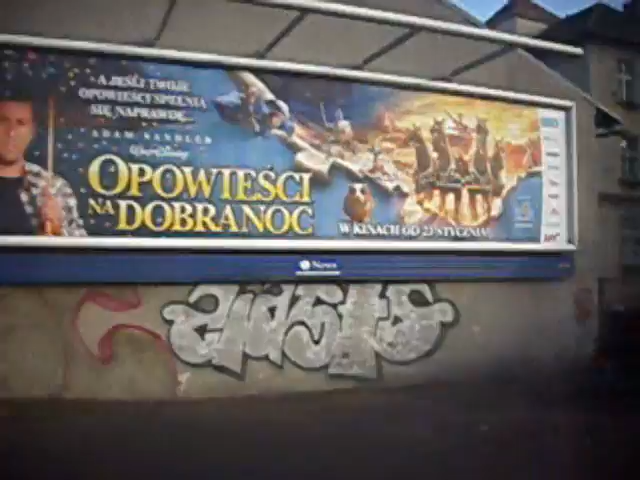 A JEŚLI TWOJE
OPOWIEŚCI SPEŁNIĄ
SIĘ NAPRAWDĘ...
ADAM SANDLER
WALT DISNEY
OPOWIEŚCI
NA DOBRANOC
W KINACH OD 23 STYCZNIA!
News